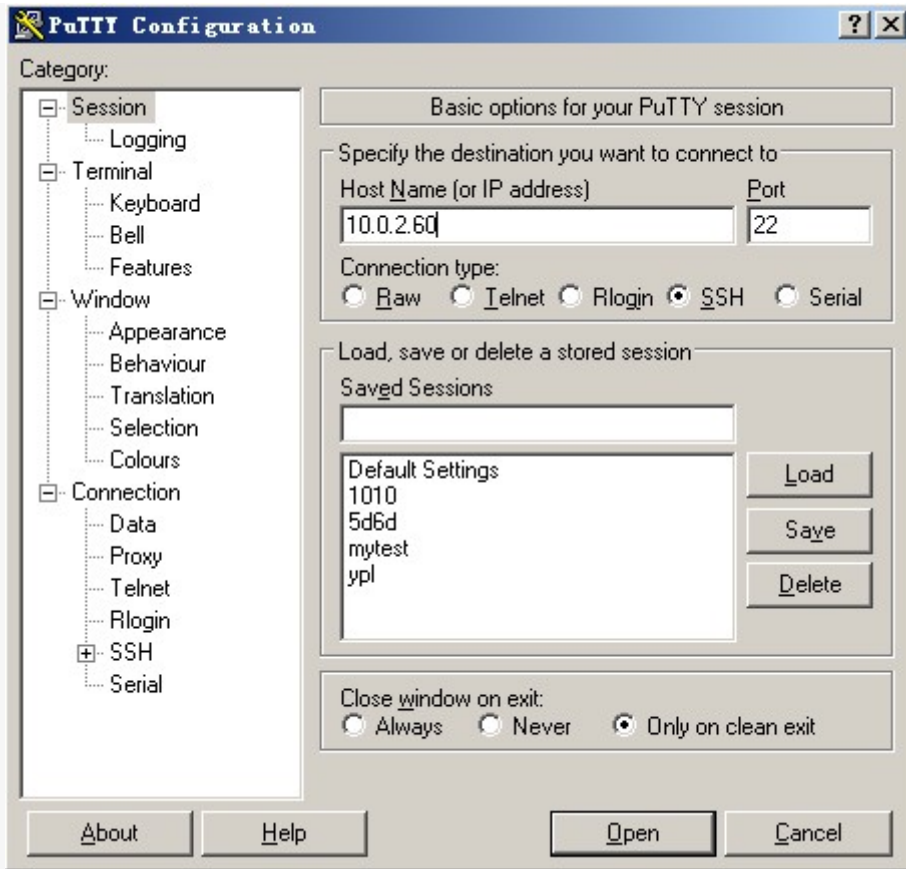 PuTTY Configuration
Category:
Session
Logging
Terminal
Keyboard
Bell
Features
Window
Appearance
Behaviour
Translation
Selection
Colours
Connection
Data
Proxy
Telnet
Rlogin
SSH
Serial
Basic options for your PuTTY session
Specify the destination you want to connect to
Host Name (or IP address) Port
10.0.2.60 22
Connection type:
Raw Telnet Rlogin SSH Serial
Load, save or delete a stored session
Saved Sessions
Default Settings
1010
5d6d
mytest
ypl
Load
Save
Delete
Close window on exit:
Always Never Only on clean exit
About Help Open Cancel